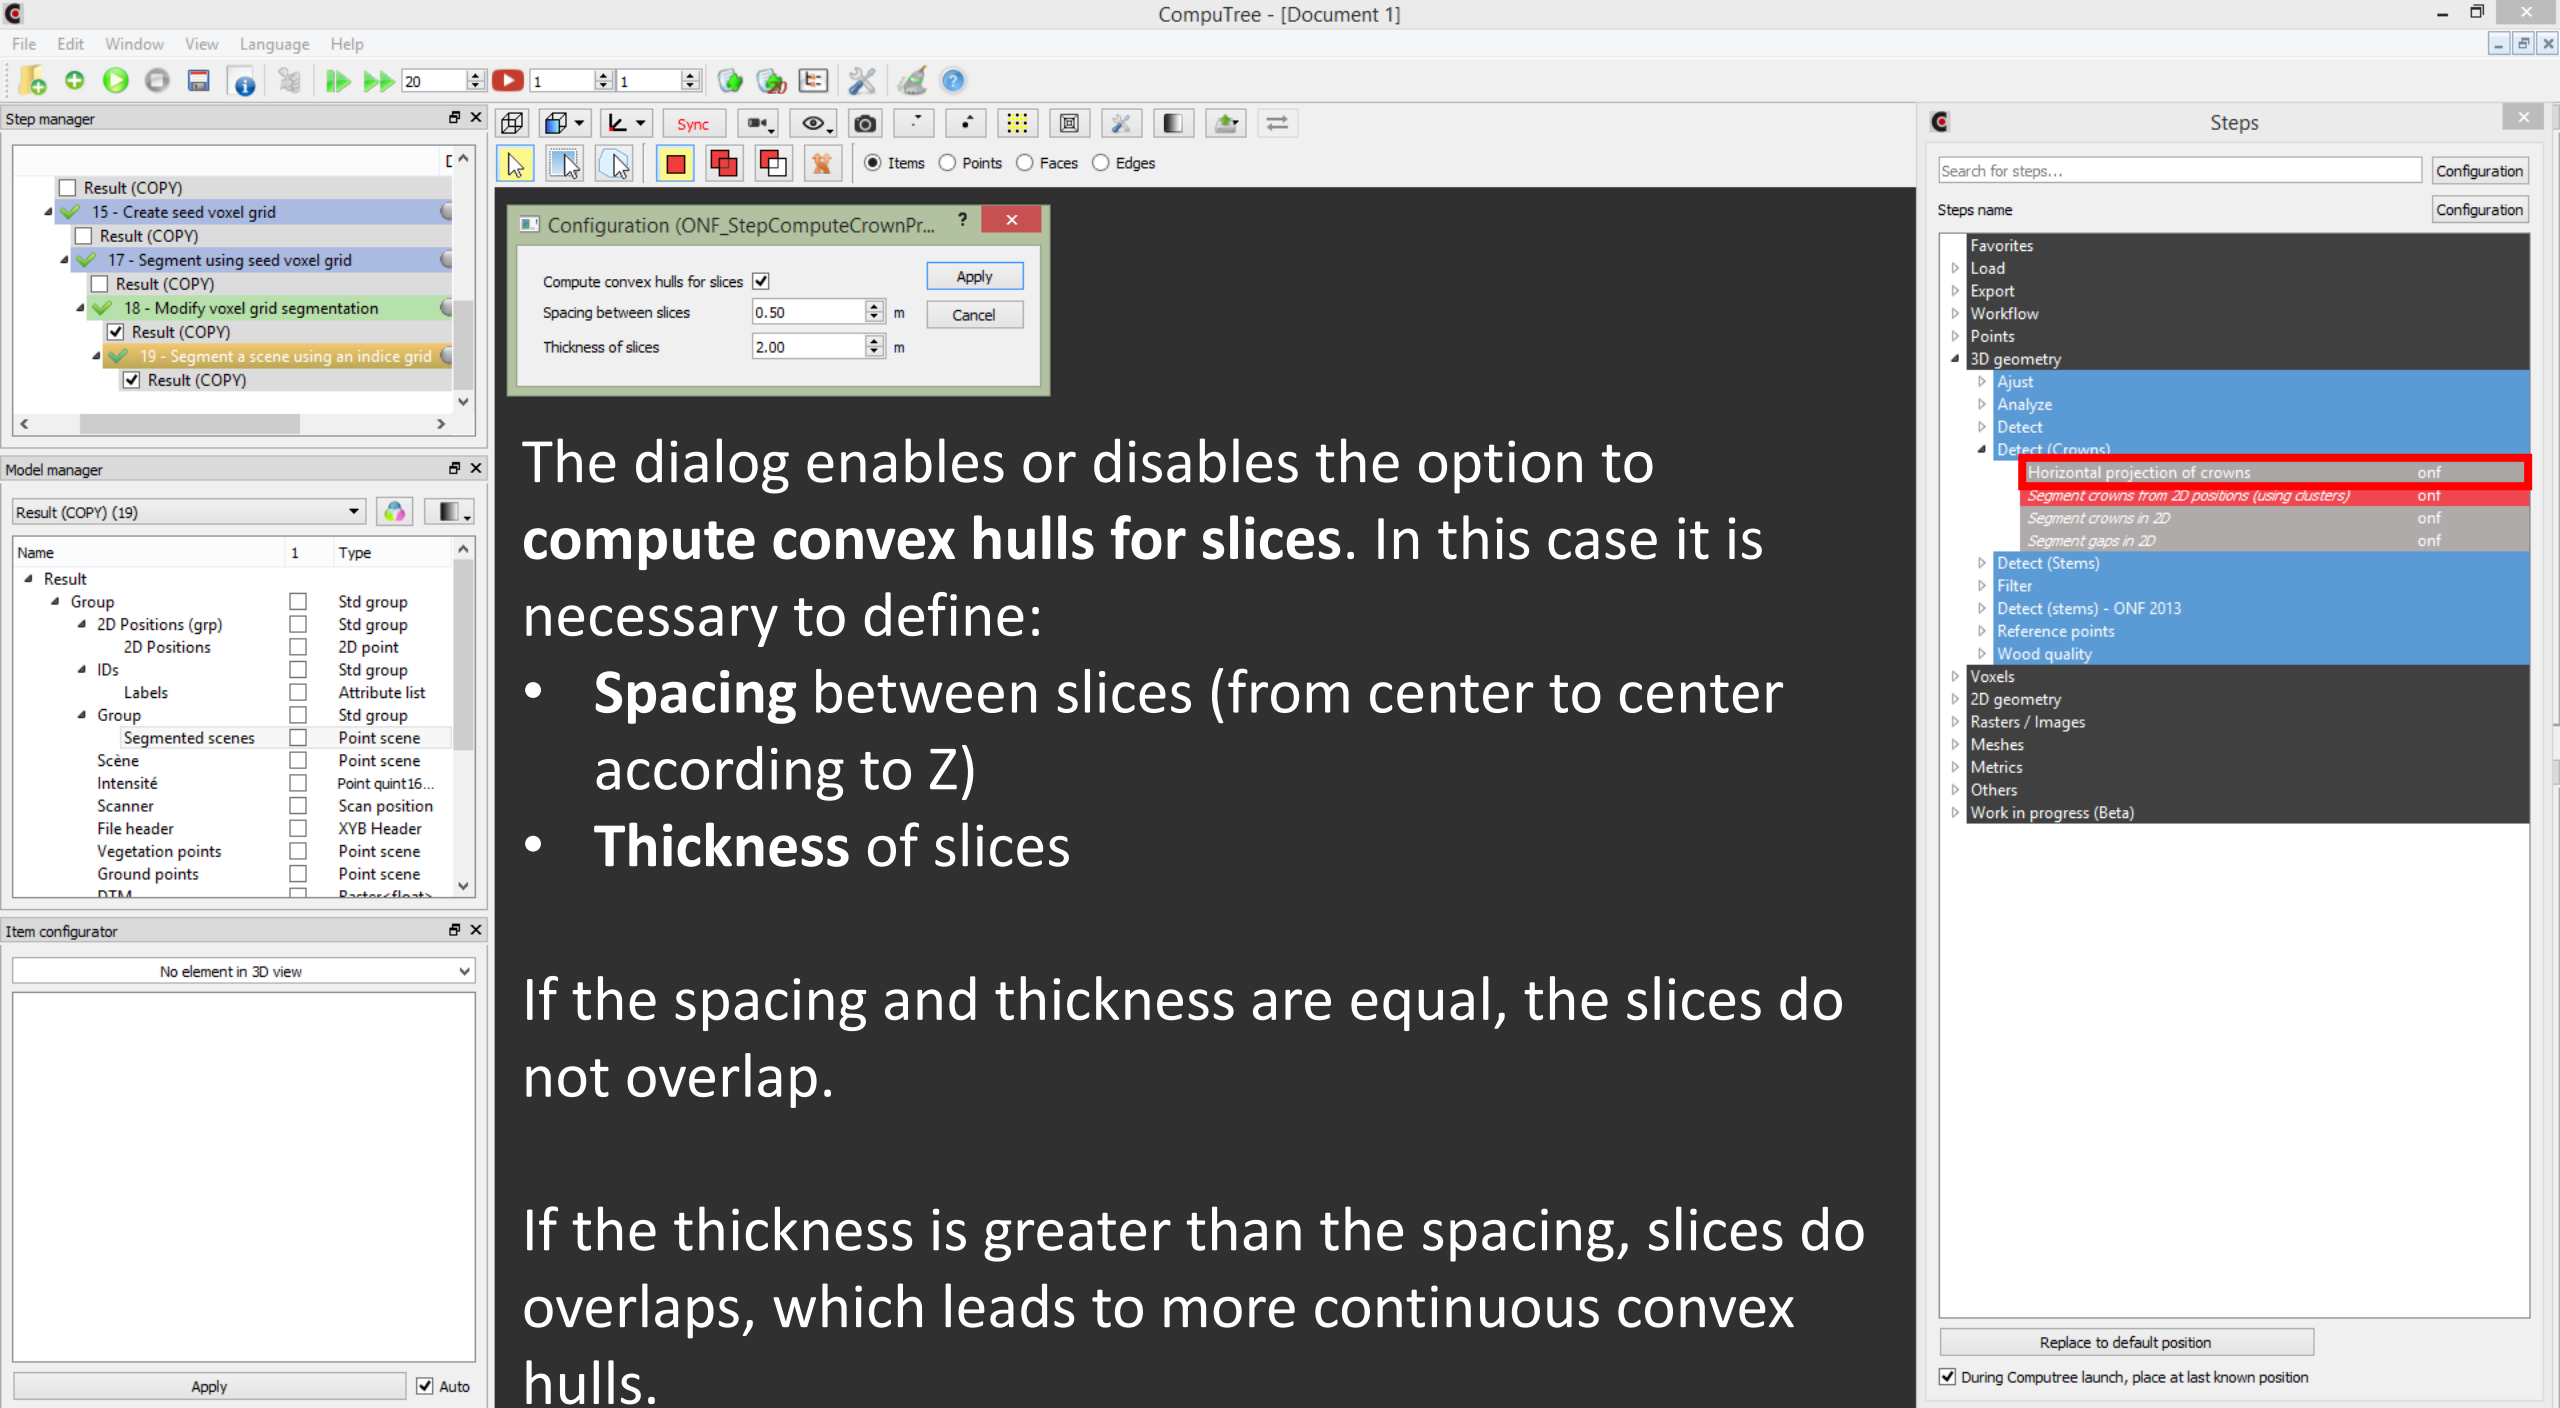 CompuTree - [Document 1]
File Edit Window View Language Help
20 1 1
Step manager
Result (COPY)
15 - Create seed voxel grid
Result (COPY)
17 - Segment using seed voxel grid
Result (COPY)
18 - Modify voxel grid segmentation
Result (COPY)
19 - Segment a scene using an indice grid
Result (COPY)
Model manager
Result (COPY) (19)
Name 1 Type
Result
Group Std group
2D Positions (grp) Std group
2D Positions 2D point
IDs Std group
Labels Attribute list
Group Std group
Segmented scenes Point scene
Scène Point scene
Intensité Point quint16...
Scanner Scan position
File header XYB Header
Vegetation points Point scene
Ground points Point scene
DTM Raster<float>
Item configurator
No element in 3D view
Apply Auto
Sync
Items Points Faces Edges
Configuration (ONF_StepComputeCrownPr... ?
Compute convex hulls for slices Apply
Spacing between slices 0.50 m Cancel
Thickness of slices 2.00 m
The dialog enables or disables the option to
compute convex hulls for slices. In this case it is
necessary to define:
• Spacing between slices (from center to center
according to Z)
• Thickness of slices
If the spacing and thickness are equal, the slices do
not overlap.
If the thickness is greater than the spacing, slices do
overlaps, which leads to more continuous convex
hulls.
Steps
Search for steps... Configuration
Steps name Configuration
Favorites
Load
Export
Workflow
Points
3D geometry
Ajust
Analyze
Detect
Detect (Crowns)
Horizontal projection of crowns onf
Segment crowns from 2D positions (using clusters) onf
Segment crowns in 2D onf
Segment gaps in 2D onf
Detect (Stems)
Filter
Detect (stems) - ONF 2013
Reference points
Wood quality
Voxels
2D geometry
Rasters / Images
Meshes
Metrics
Others
Work in progress (Beta)
Replace to default position
During Computree launch, place at last known position